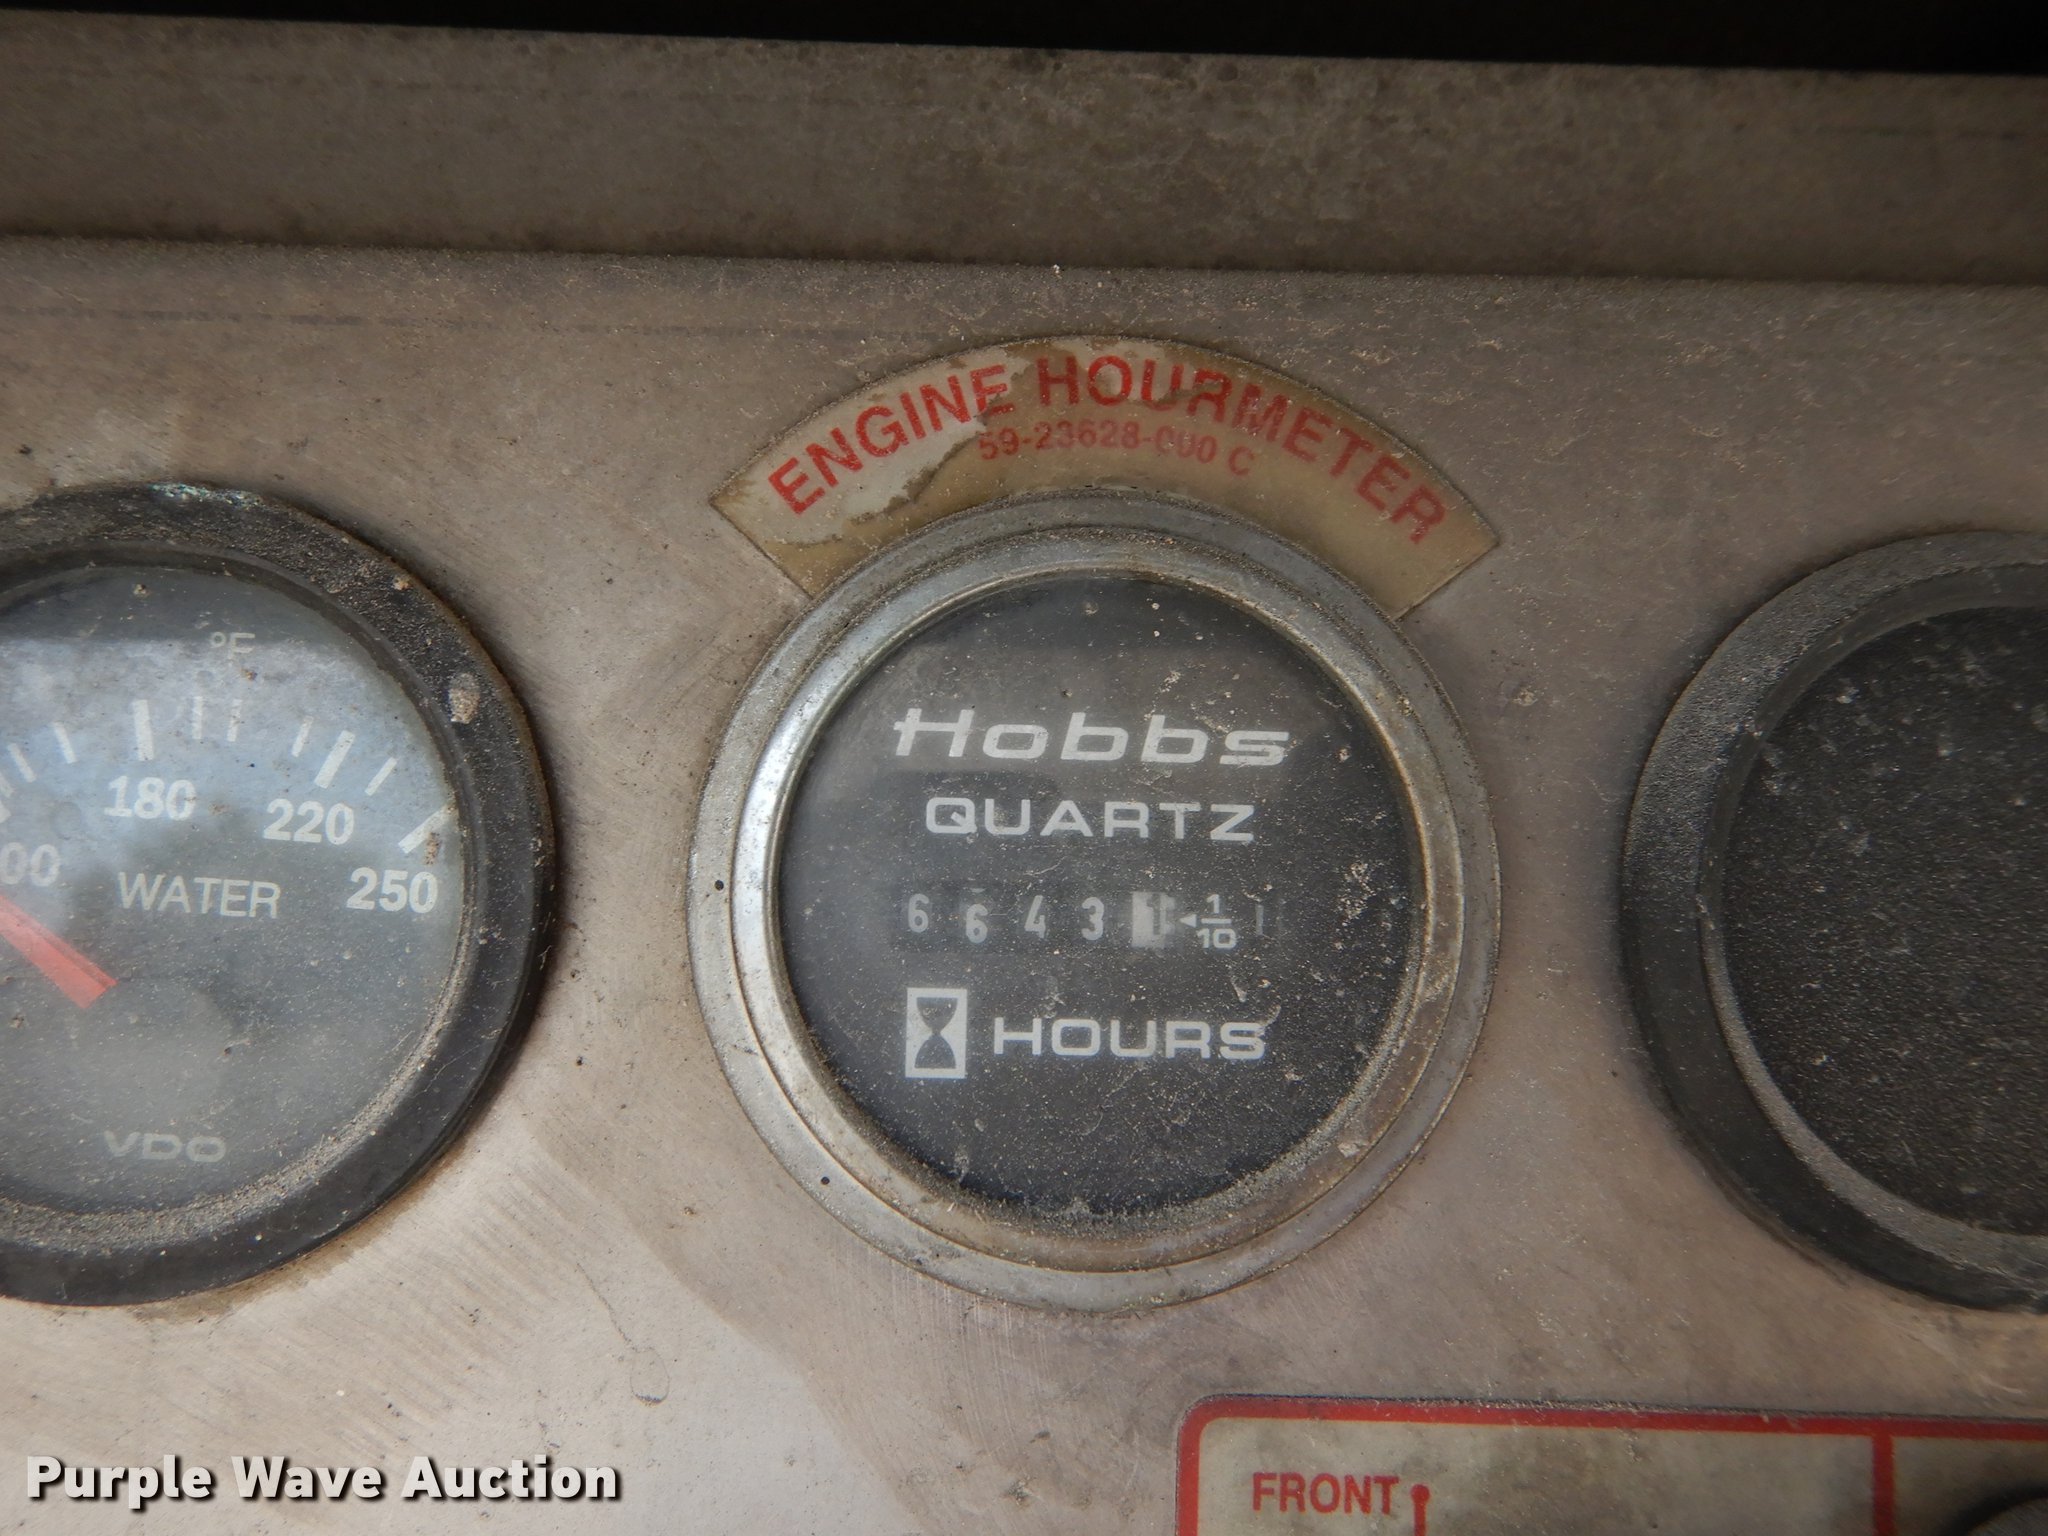 ENGINE HOURMETER
59-23628-000 C
°F
180
220
250
00
WATER
VDO
Hobbs
QUARTZ
6 6 4 3 1 1/10
HOURS
FRONT
Purple Wave Auction